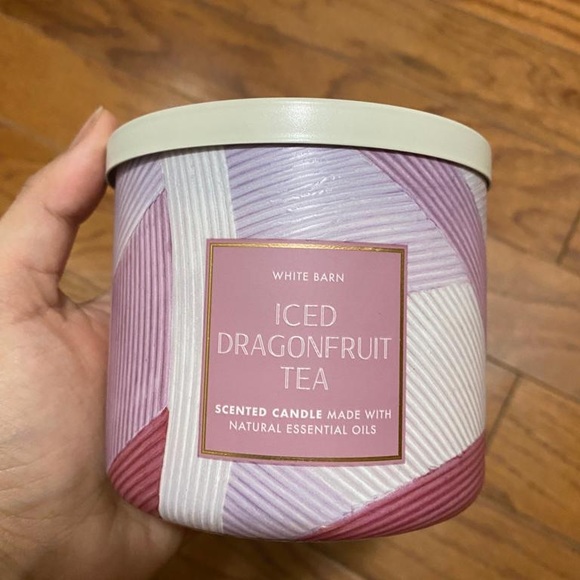 WHITE BARN
ICED
DRAGONFRUIT
TEA
SCENTED CANDLE MADE WITH
NATURAL ESSENTIAL OILS